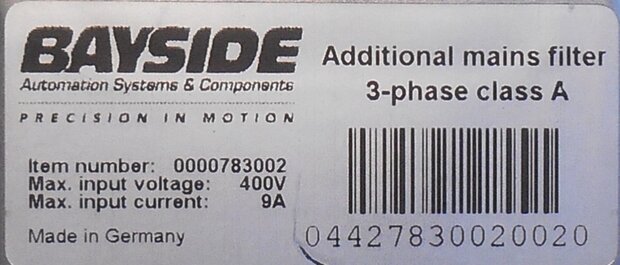 BAYSIDE
Automation Systems & Components
PRECISION IN MOTION
Additional mains filter
3-phase class A
Item number: 0000783002
Max. input voltage: 400V
Max. input current: 9A
Made in Germany
04427830020020